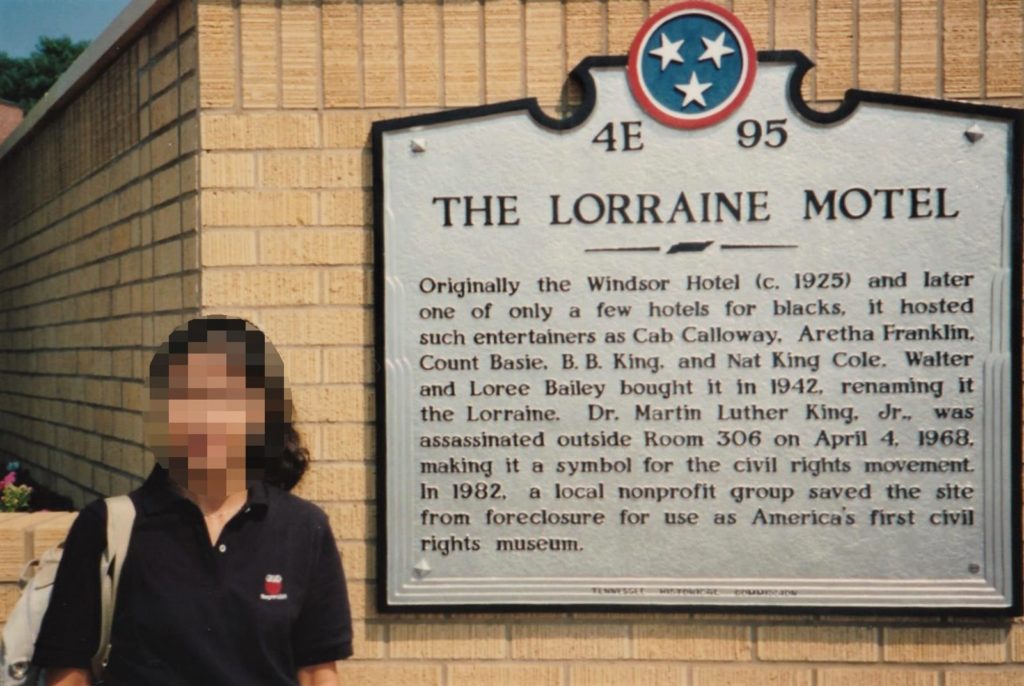 4E 95
THE LORRAINE MOTEL
Originally the Windsor Hotel (c. 1925) and later
one of only a few hotels for blacks, it hosted
such entertainers as Cab Calloway, Aretha Franklin,
Count Basie, B. B. King, and Nat King Cole. Walter
and Loree Bailey bought it in 1942, renaming it
the Lorraine. Dr. Martin Luther King, Jr., was
assassinated outside Room 306 on April 4, 1968,
making it a symbol for the civil rights movement.
In 1982, a local nonprofit group saved the site
from foreclosure for use as America's first civil
rights museum.
TENNESSEE HISTORICAL COMMISSION